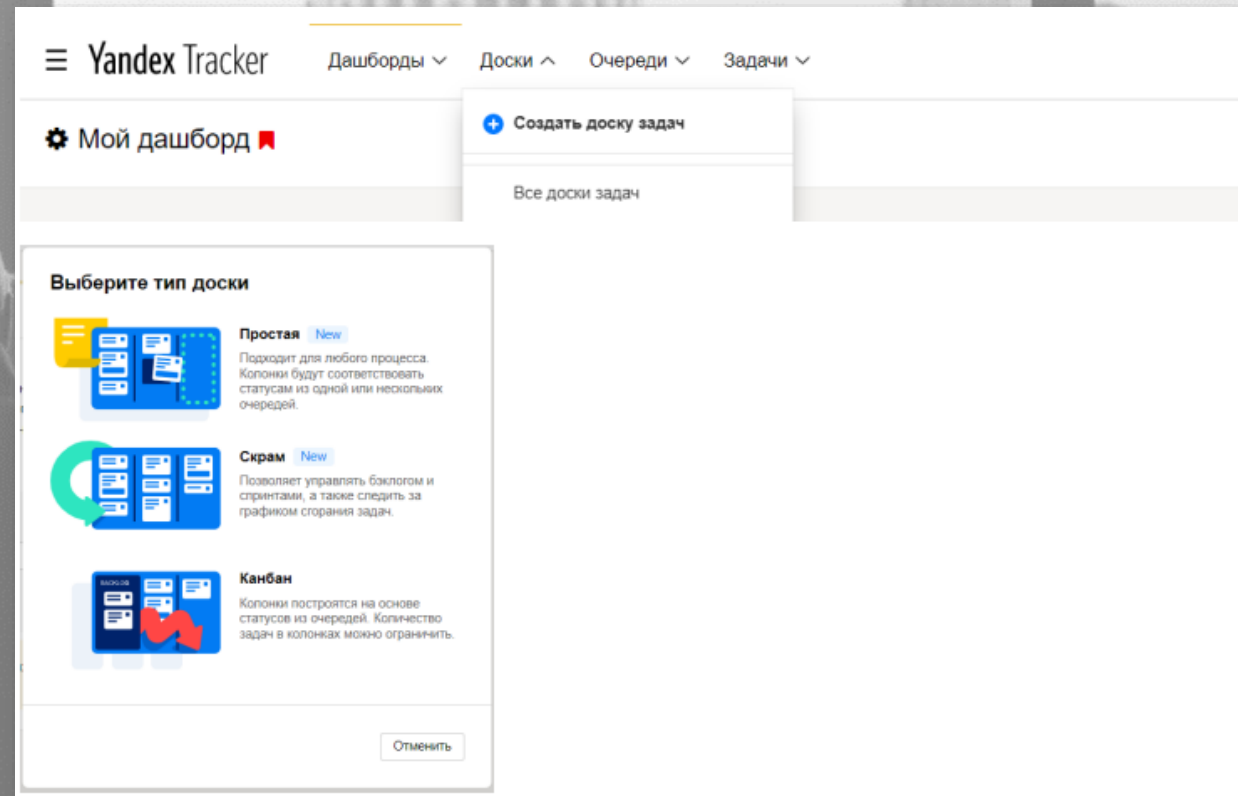 Yandex Tracker
Дашборды
Доски
Очереди
Задачи
Мой дашборд
Создать доску задач
Все доски задач
Выберите тип доски
Простая New
Подходит для любого процесса.
Колонки будут соответствовать
статусам из одной или нескольких
очередей.
Скрам New
Позволяет управлять бэклогом и
спринтами, а также следить за
графиком сгорания задач.
BACKLOG
Канбан
Колонки построятся на основе
статусов из очередей. Количество
задач в колонках можно ограничить.
Отменить